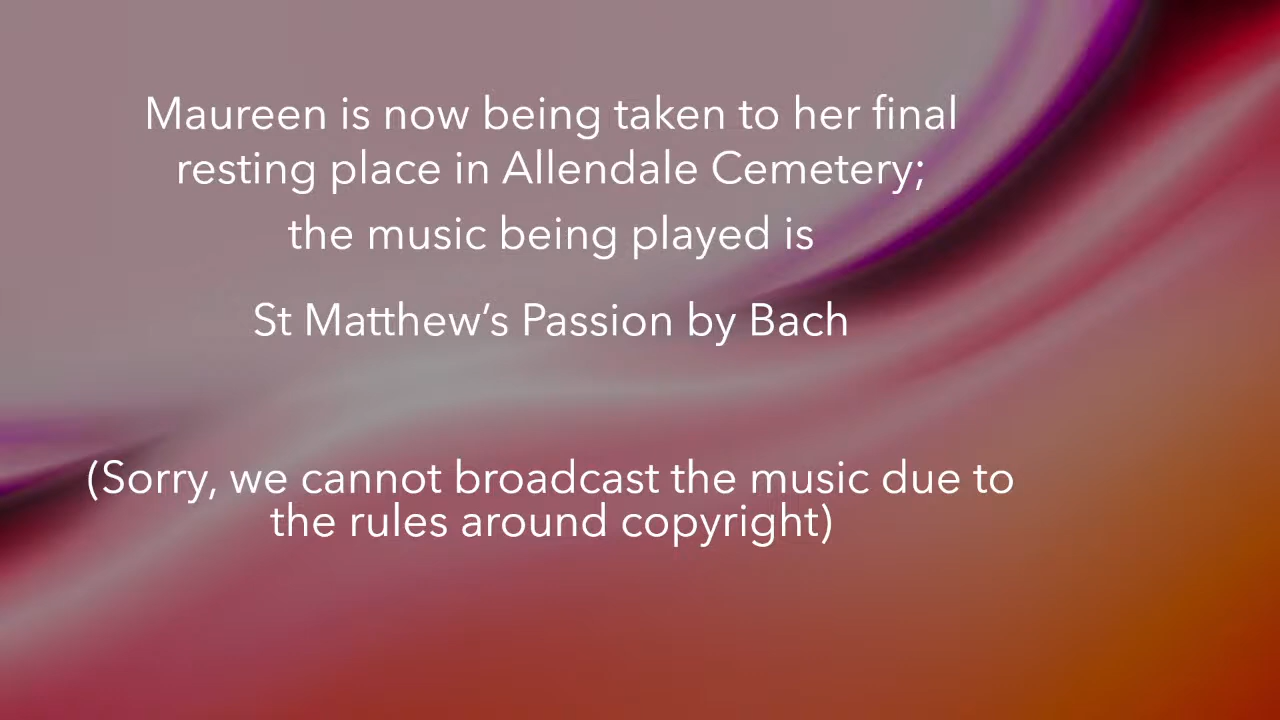 Maureen is now being taken to her final
resting place in Allendale Cemetery;
the music being played is
St Matthew’s Passion by Bach
(Sorry, we cannot broadcast the music due to
the rules around copyright)